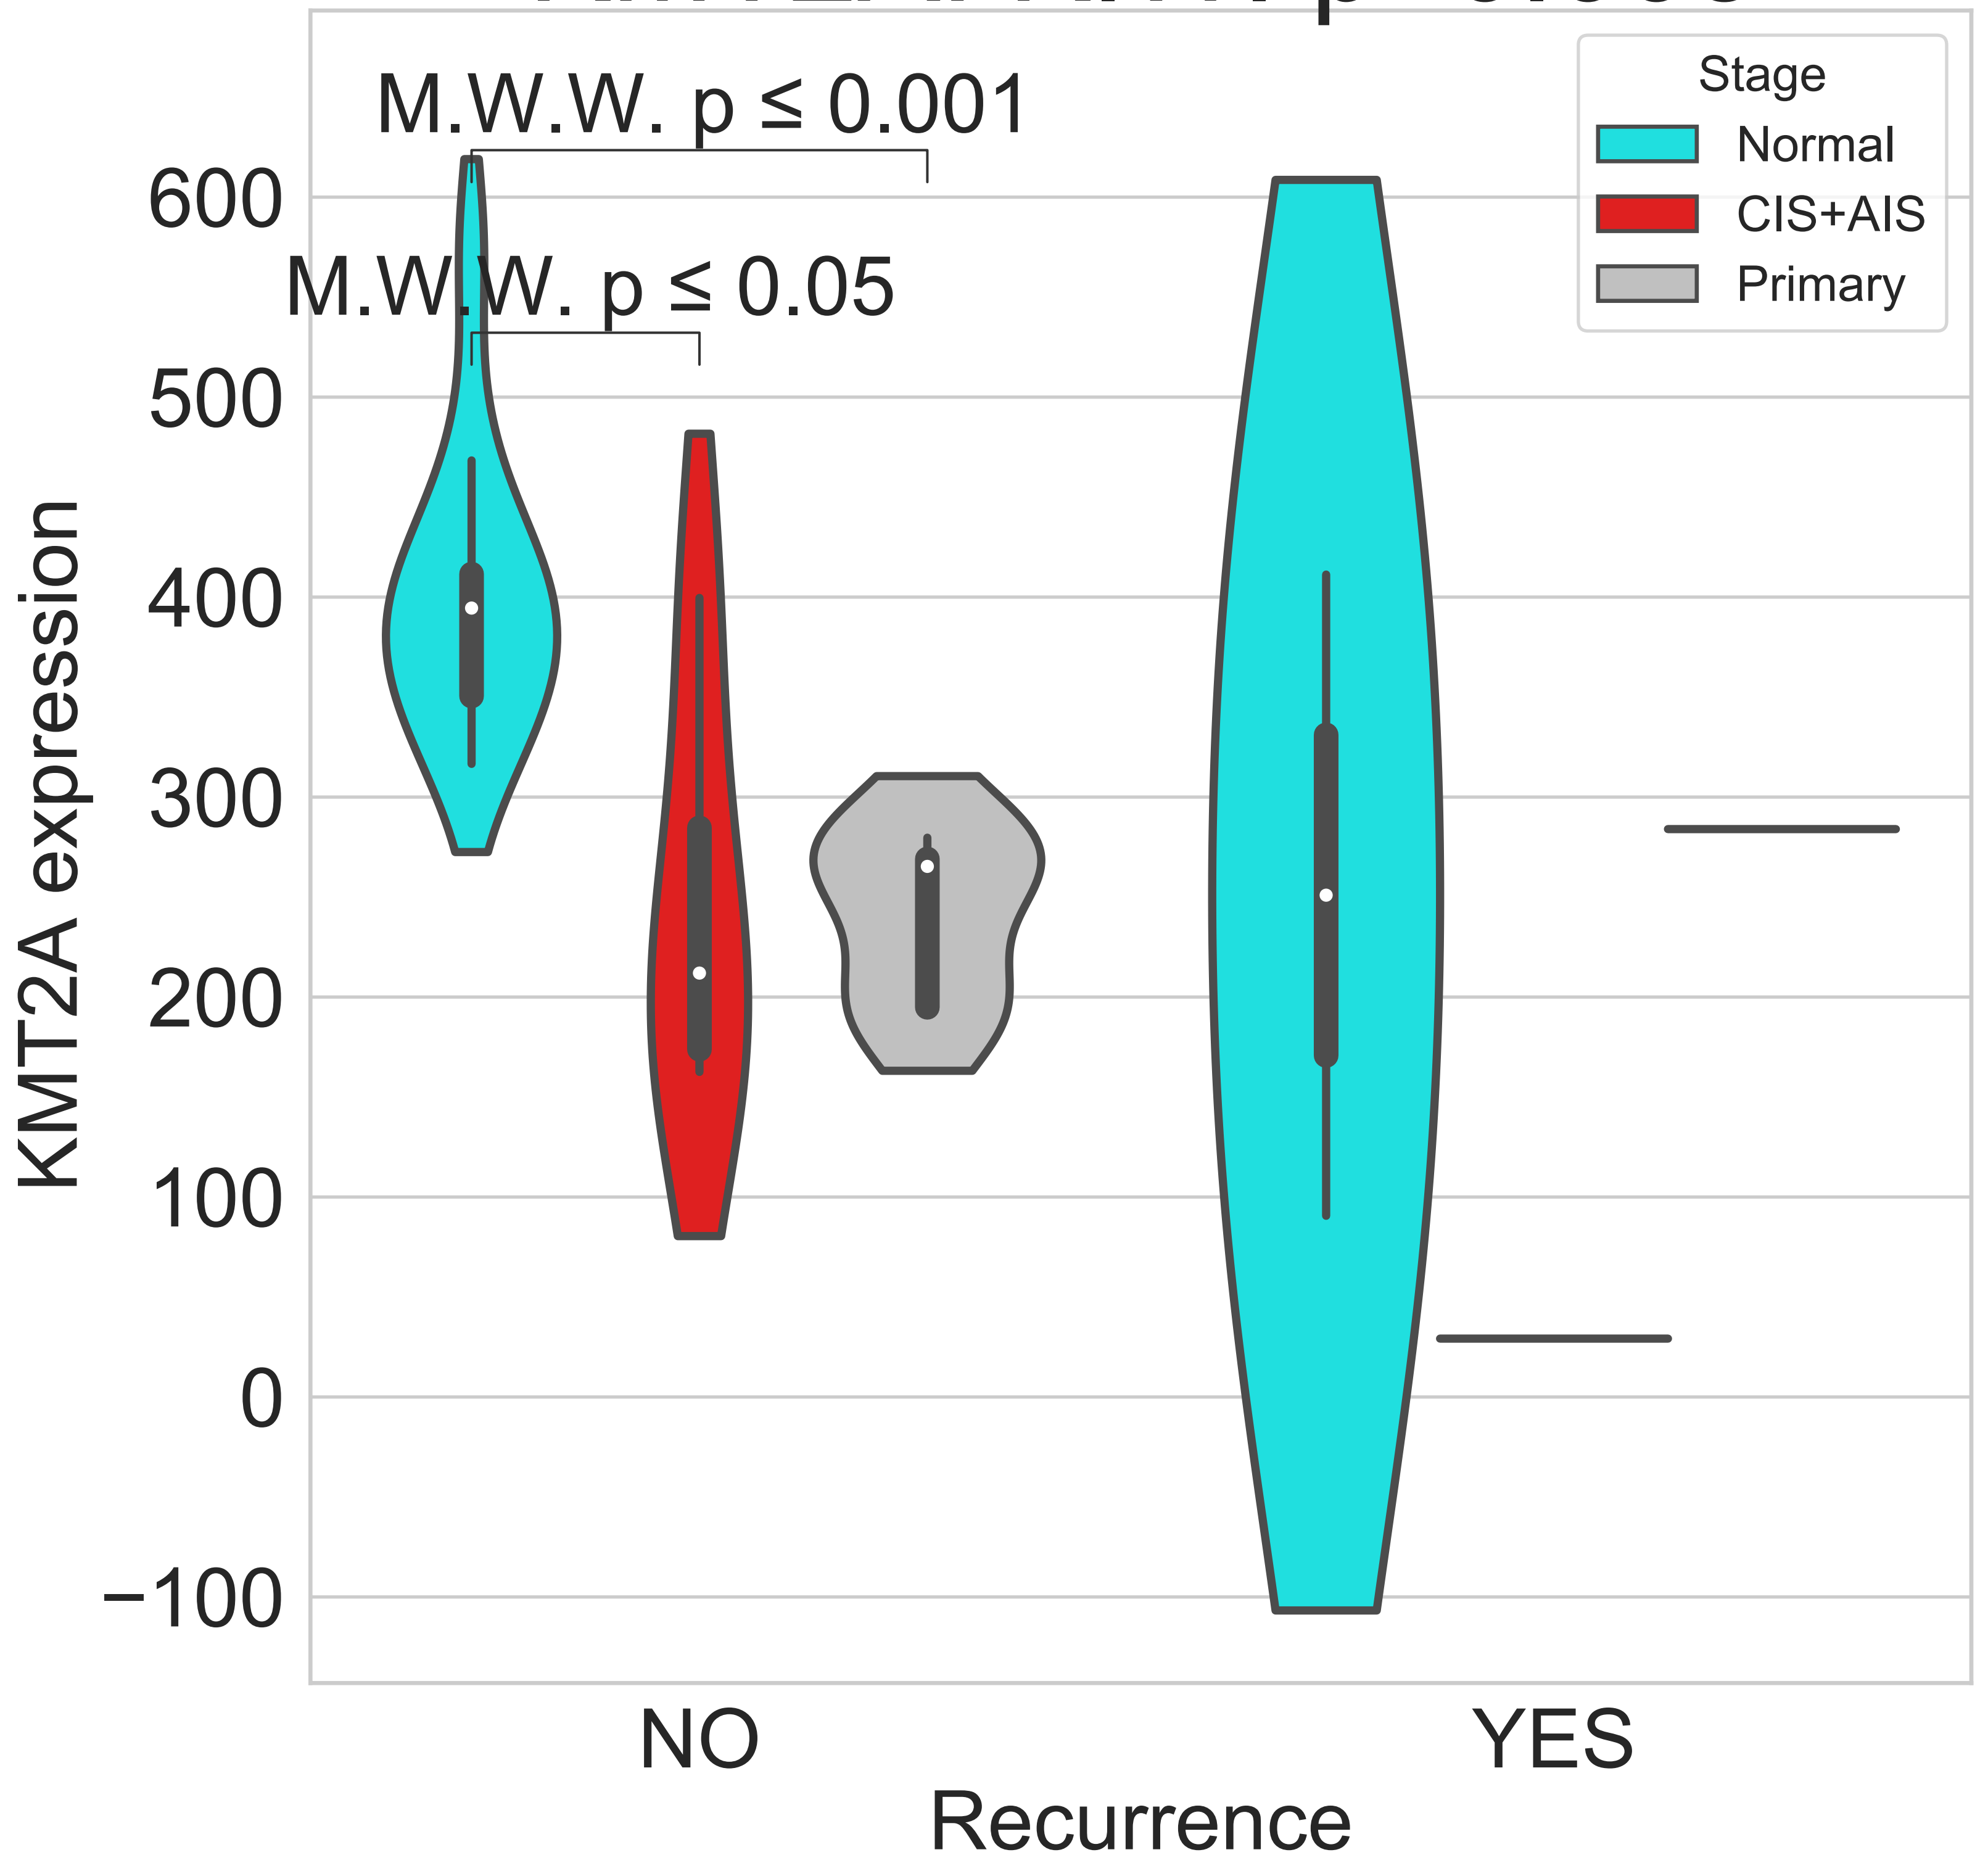 M.W.W. p ≤ 0.001
M.W.W. p ≤ 0.05
Stage
Normal
CIS+AIS
Primary
KMT2A expression
600
500
400
300
200
100
0
−100
NO
YES
Recurrence